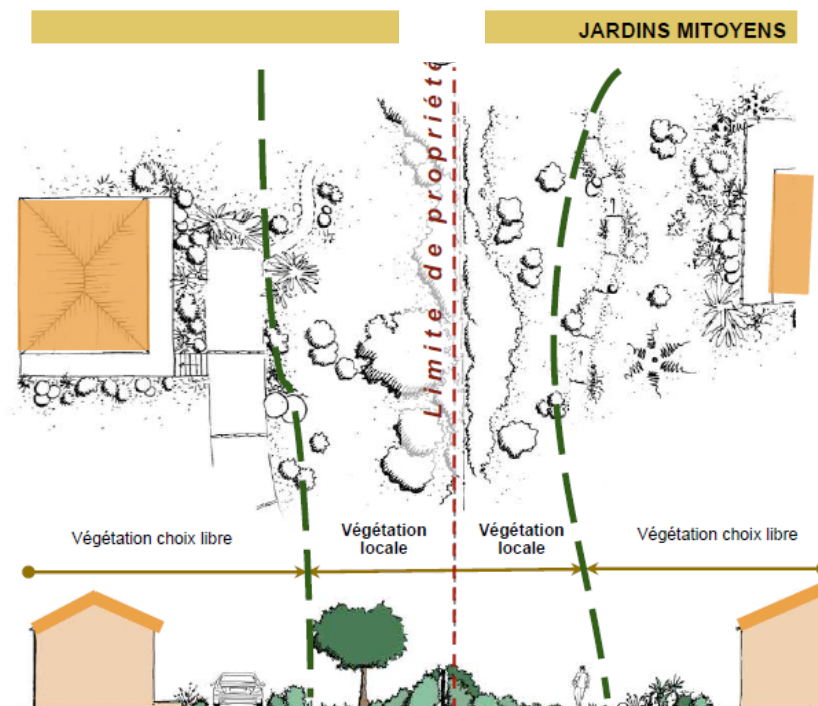 JARDINS MITOYENS
Limite de propriété
Végétation choix libre
Végétation
locale
Végétation
locale
Végétation choix libre